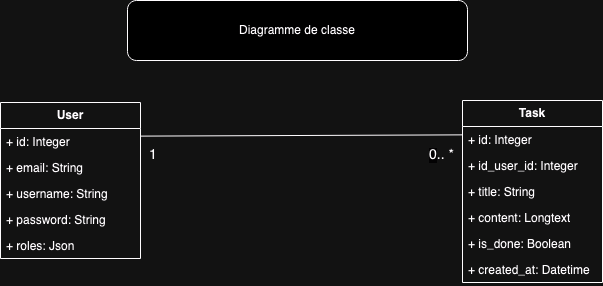 Diagramme de classe
User
+ id: Integer
+ email: String
+ username: String
+ password: String
+ roles: Json
1
0.. *
Task
+ id: Integer
+ id_user_id: Integer
+ title: String
+ content: Longtext
+ is_done: Boolean
+ created_at: Datetime